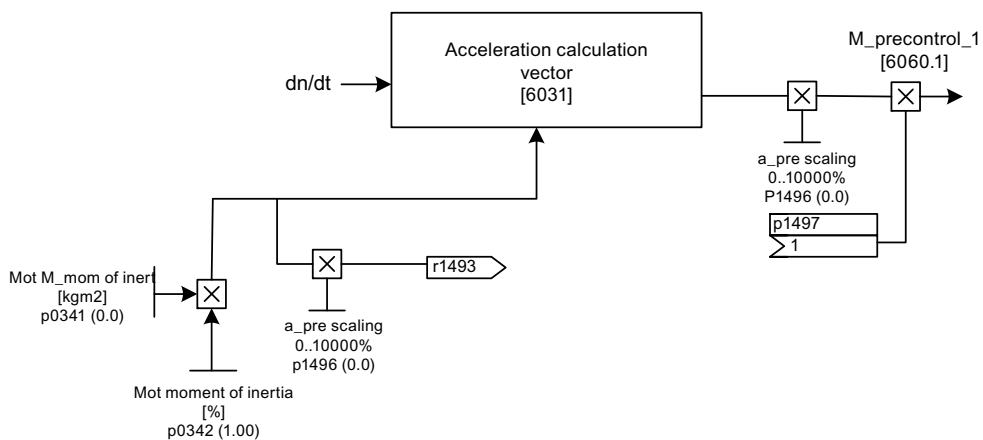 Acceleration calculation
vector
[6031]
dn/dt
M_precontrol_1
[6060.1]
a_pre scaling
0..10000%
P1496 (0.0)
p1497
1
r1493
Mot M_mom of inert
[kgm2]
p0341 (0.0)
a_pre scaling
0..10000%
p1496 (0.0)
Mot moment of inertia
[%]
p0342 (1.00)